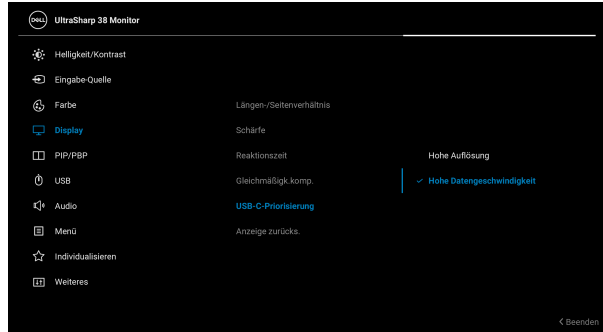 DELL UltraSharp 38 Monitor
Helligkeit/Kontrast
Eingabe-Quelle
Farbe
Display
PIP/PBP
USB
Audio
Menü
Individualisieren
Weiteres
Längen-/Seitenverhältnis
Schärfe
Reaktionszeit
Gleichmäßigk.komp.
USB-C-Priorisierung
Anzeige zurücks.
Hohe Auflösung
Hohe Datengeschwindigkeit
Beenden